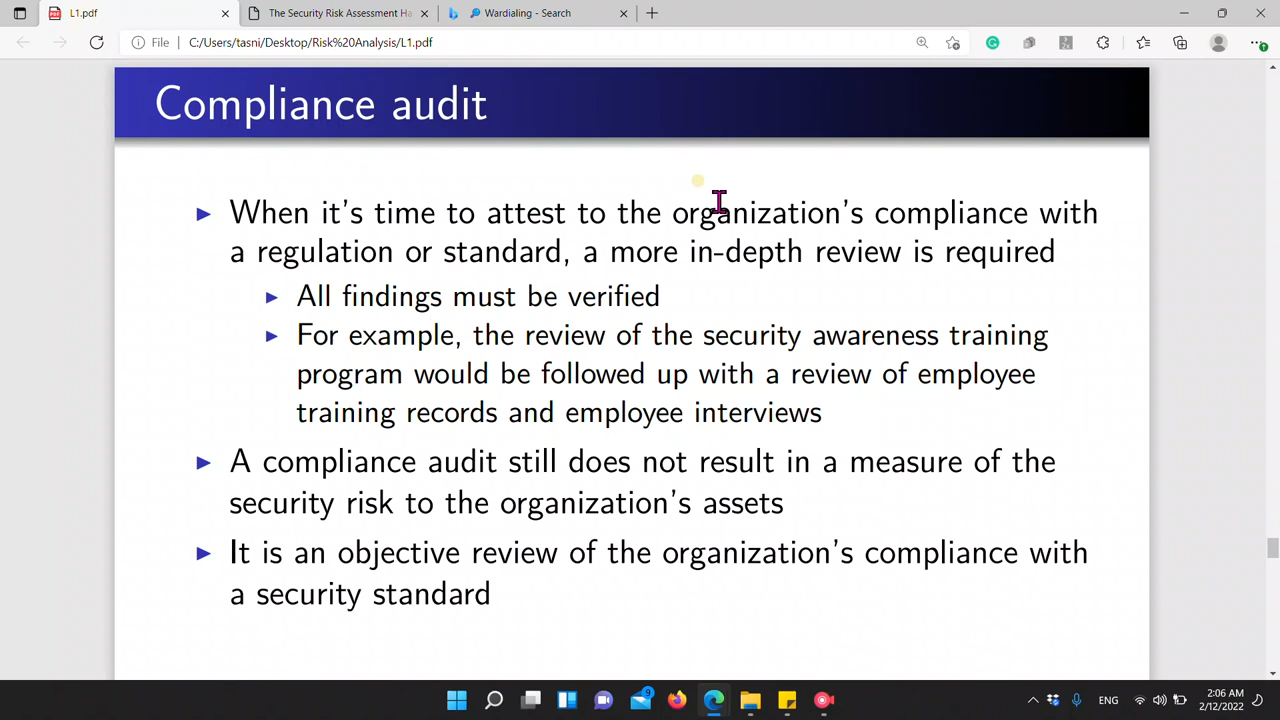 L1.pdf
The Security Risk Assessment Ha
Wardialing - Search
File
C:/Users/tasni/Desktop/Risk%20Analysis/L1.pdf
Compliance audit
When it's time to attest to the organization's compliance with
a regulation or standard, a more in-depth review is required
All findings must be verified
For example, the review of the security awareness training
program would be followed up with a review of employee
training records and employee interviews
A compliance audit still does not result in a measure of the
security risk to the organization's assets
It is an objective review of the organization's compliance with
a security standard
9
ENG
2:06 AM
2/12/2022